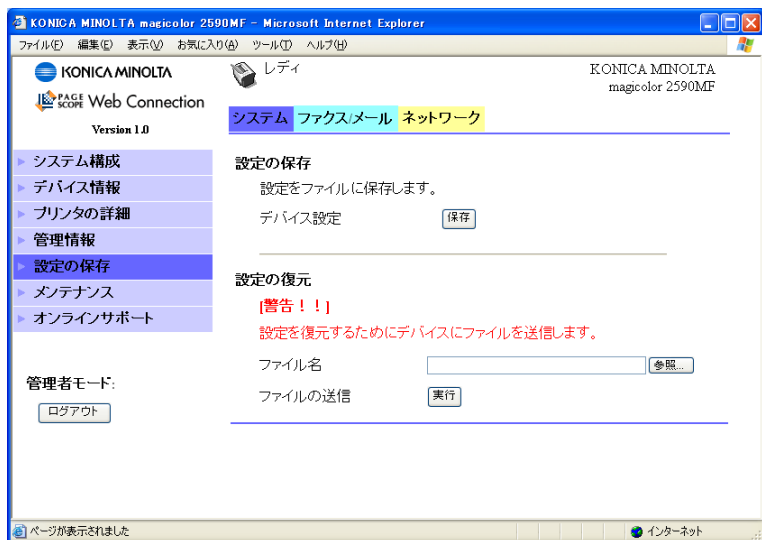 KONICA MINOLTA magicolor 2590MF - Microsoft Internet Explorer
ファイル(F) 編集(E) 表示(V) お気に入り(A) ツール(T) ヘルプ(H)
KONICA MINOLTA
レディ
KONICA MINOLTA
magicolor 2590MF
PAGE SCOPE Web Connection
Version 1.0
システム ファクス/メール ネットワーク
システム構成
デバイス情報
プリンタの詳細
管理情報
設定の保存
メンテナンス
オンラインサポート
管理者モード:
ログアウト
設定の保存
設定をファイルに保存します。
デバイス設定 保存
設定の復元
[警告！！]
設定を復元するためにデバイスにファイルを送信します。
ファイル名 参照...
ファイルの送信 実行
ページが表示されました インターネット